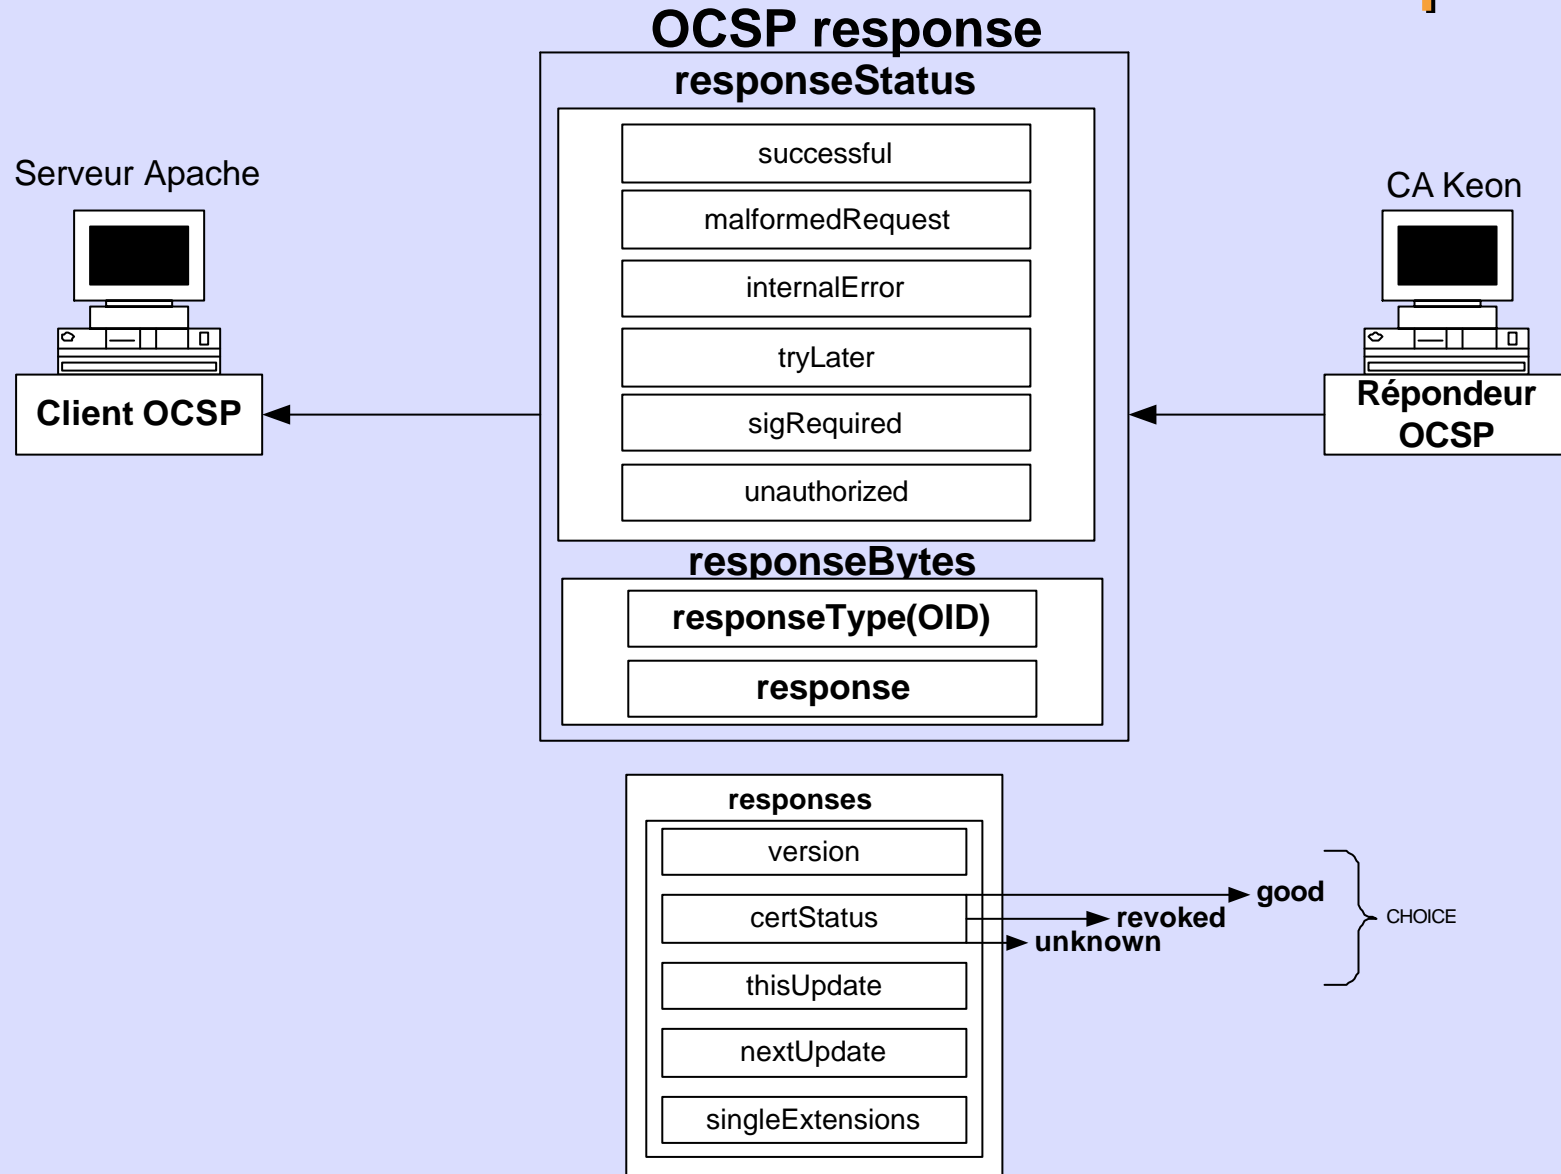 OCSP response
responseStatus
successful
malformedRequest
internalError
tryLater
sigRequired
unauthorized
Serveur Apache
Client OCSP
CA Keon
Répondeur
OCSP
responseBytes
responseType(OID)
response
responses
version
certStatus
thisUpdate
nextUpdate
singleExtensions
good
revoked
unknown
CHOICE